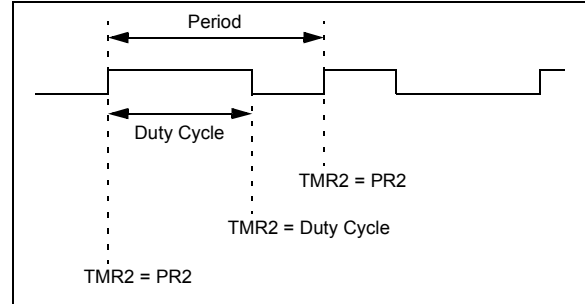 Period
Duty Cycle
TMR2 = PR2
TMR2 = Duty Cycle
TMR2 = PR2